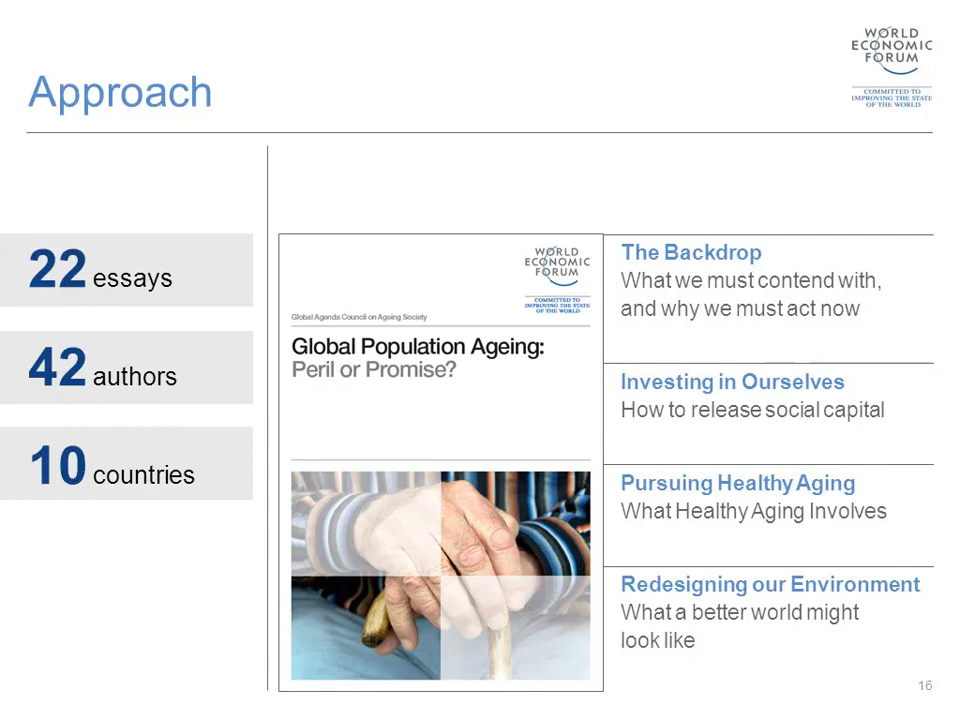 WORLD
ECONOMIC
FORUM
COMMITTED TO
IMPROVING THE STATE
OF THE WORLD
Approach
22 essays
42 authors
10 countries
WORLD
ECONOMIC
FORUM
COMMITTED TO
IMPROVING THE STATE
OF THE WORLD
Global Agenda Council on Ageing Society
Global Population Ageing:
Peril or Promise?
The Backdrop
What we must contend with,
and why we must act now
Investing in Ourselves
How to release social capital
Pursuing Healthy Aging
What Healthy Aging Involves
Redesigning our Environment
What a better world might
look like
16